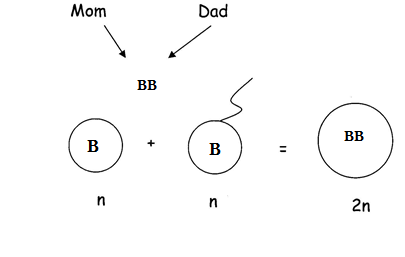 Mom Dad
BB
B + B = BB
n n 2n